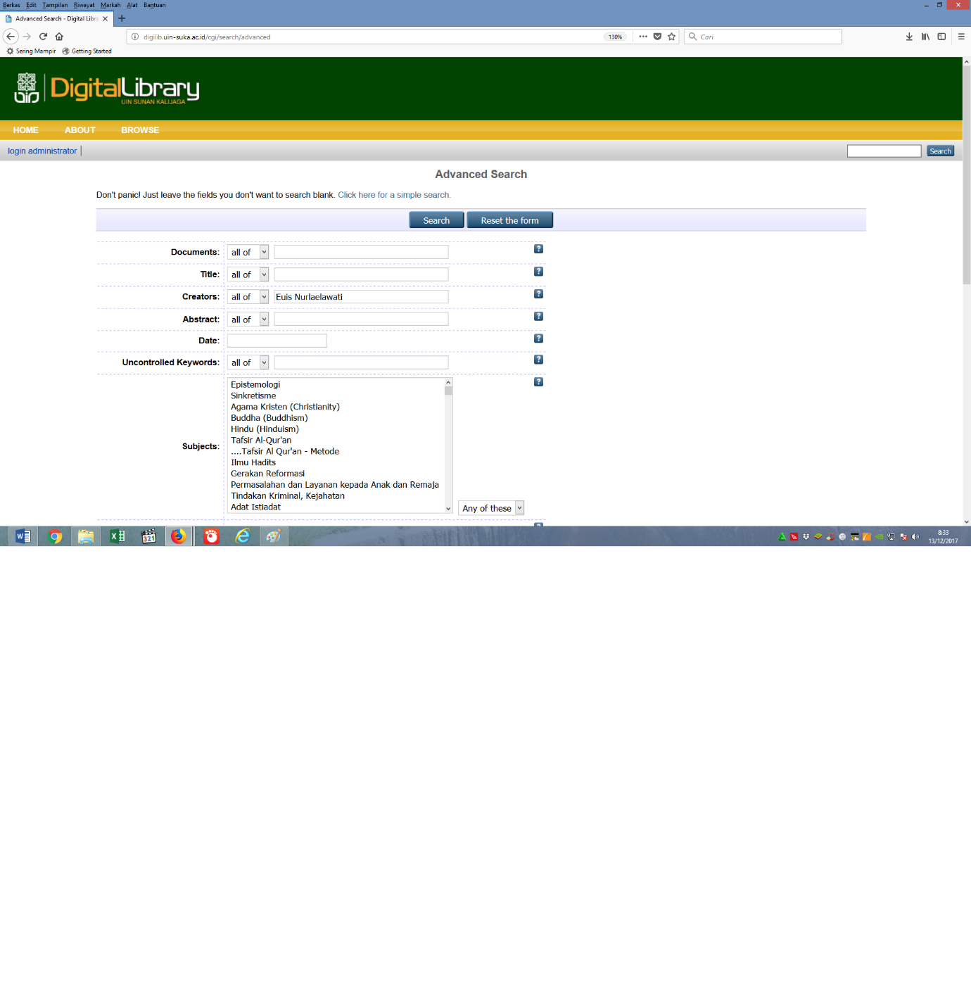 Berkas Edit Tampilan Riwayat Markah Alat Bantuan
Advanced Search - Digital Libra
digilib.uin-suka.ac.id/cgi/search/advanced 130% Cari
Sering Mampir Getting Started
DigitalLibrary
UIN SUNAN KALIJAGA
HOME ABOUT BROWSE
login administrator Search
Advanced Search
Don't panic! Just leave the fields you don't want to search blank. Click here for a simple search.
Search Reset the form
Documents: all of ?
Title: all of ?
Creators: all of Euis Nurlaelawati ?
Abstract: all of ?
Date: ?
Uncontrolled Keywords: all of ?
Subjects: ?
Epistemologi
Sinkretisme
Agama Kristen (Christianity)
Buddha (Buddhism)
Hindu (Hinduism)
Tafsir Al-Qur'an
....Tafsir Al Qur'an - Metode
Ilmu Hadits
Gerakan Reformasi
Permasalahan dan Layanan kepada Anak dan Remaja
Tindakan Kriminal, Kejahatan
Adat Istiadat
Any of these
321
8:33
13/12/2017